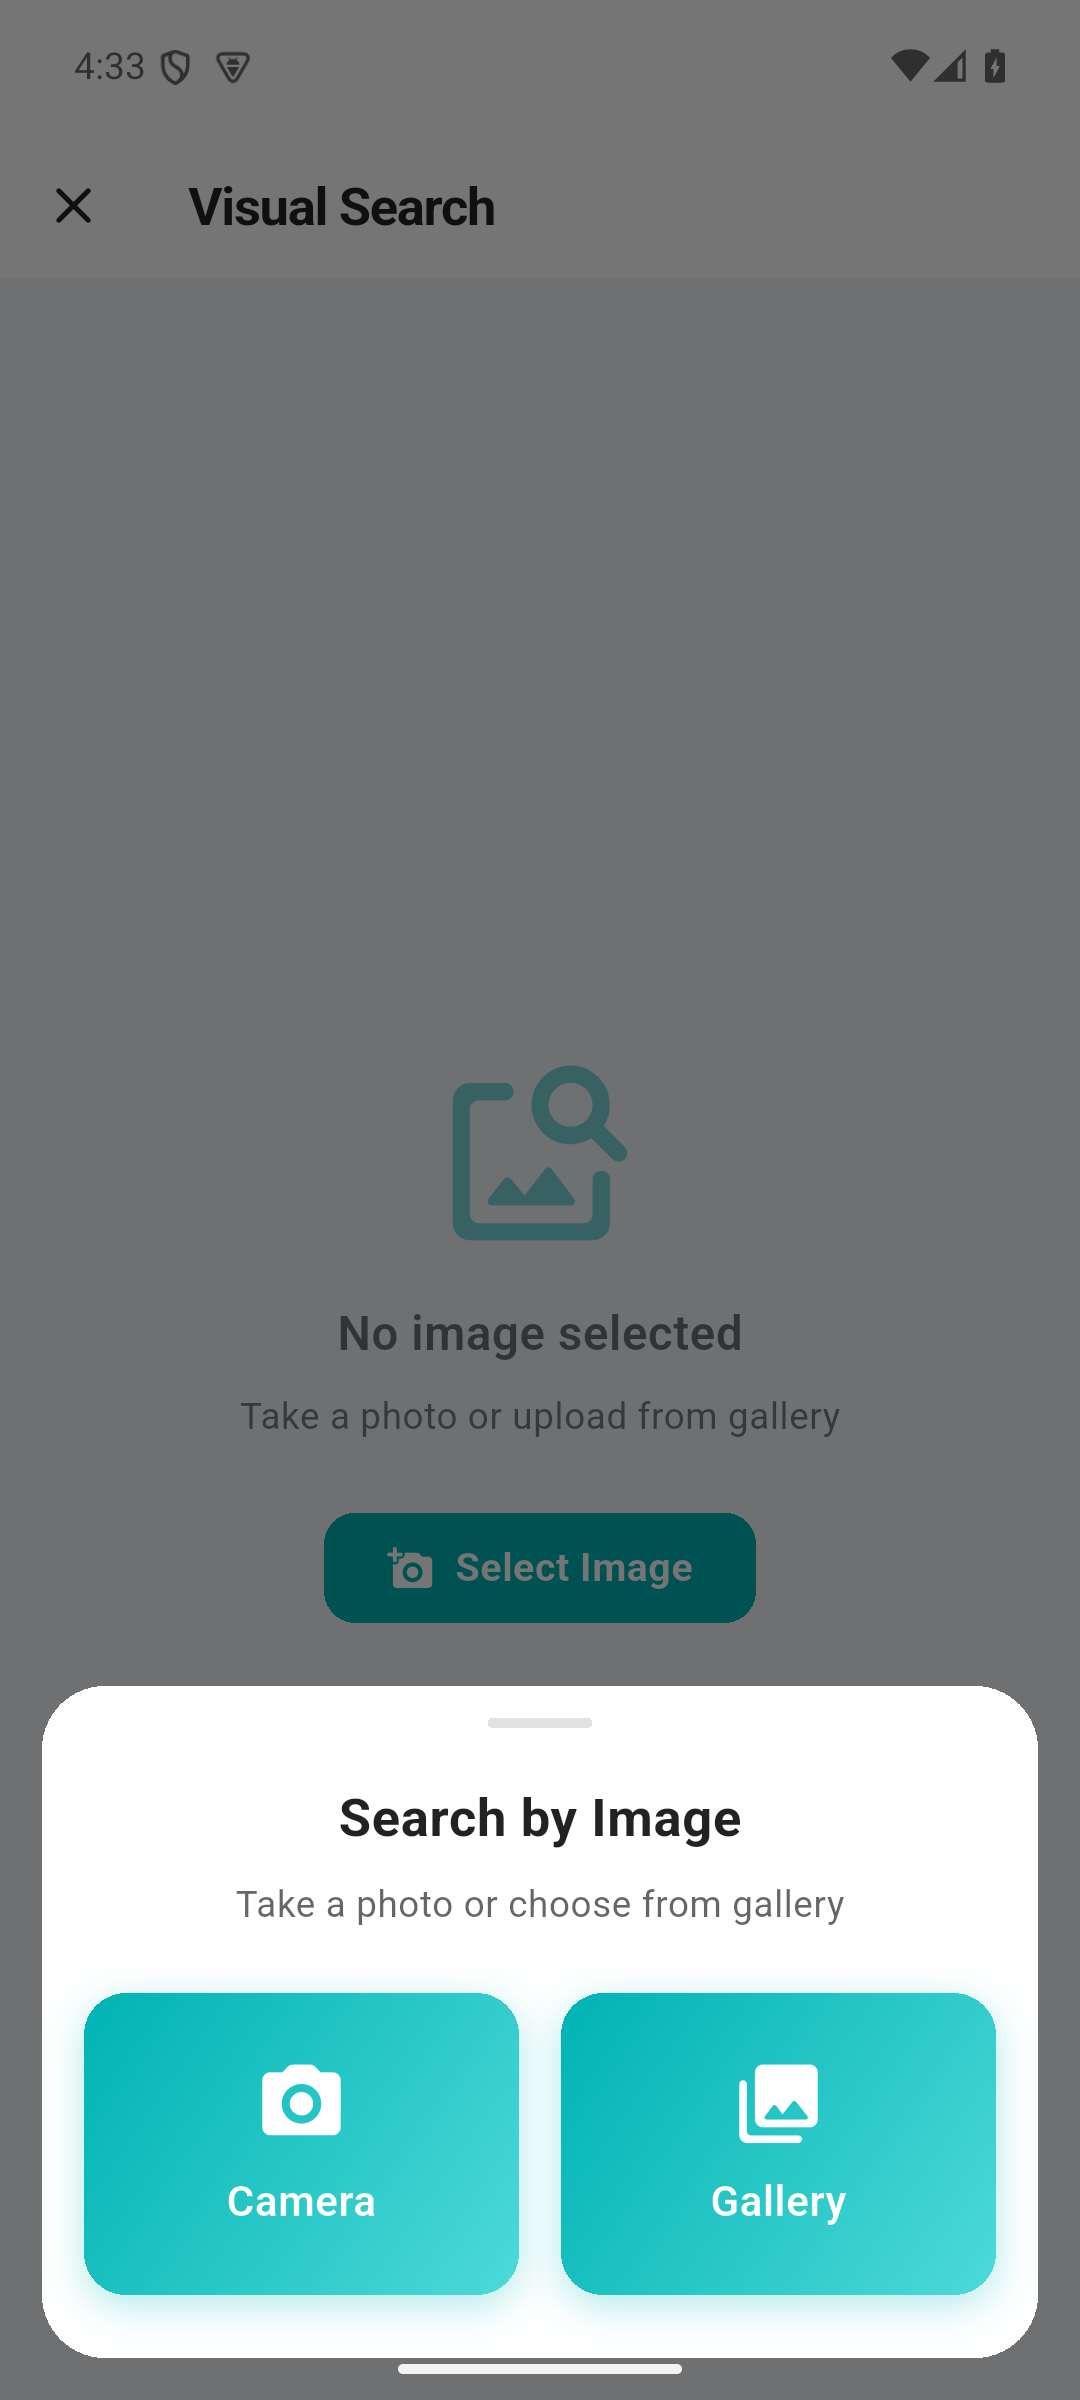 4:33
Visual Search
No image selected
Take a photo or upload from gallery
Select Image
Search by Image
Take a photo or choose from gallery
Camera
Gallery